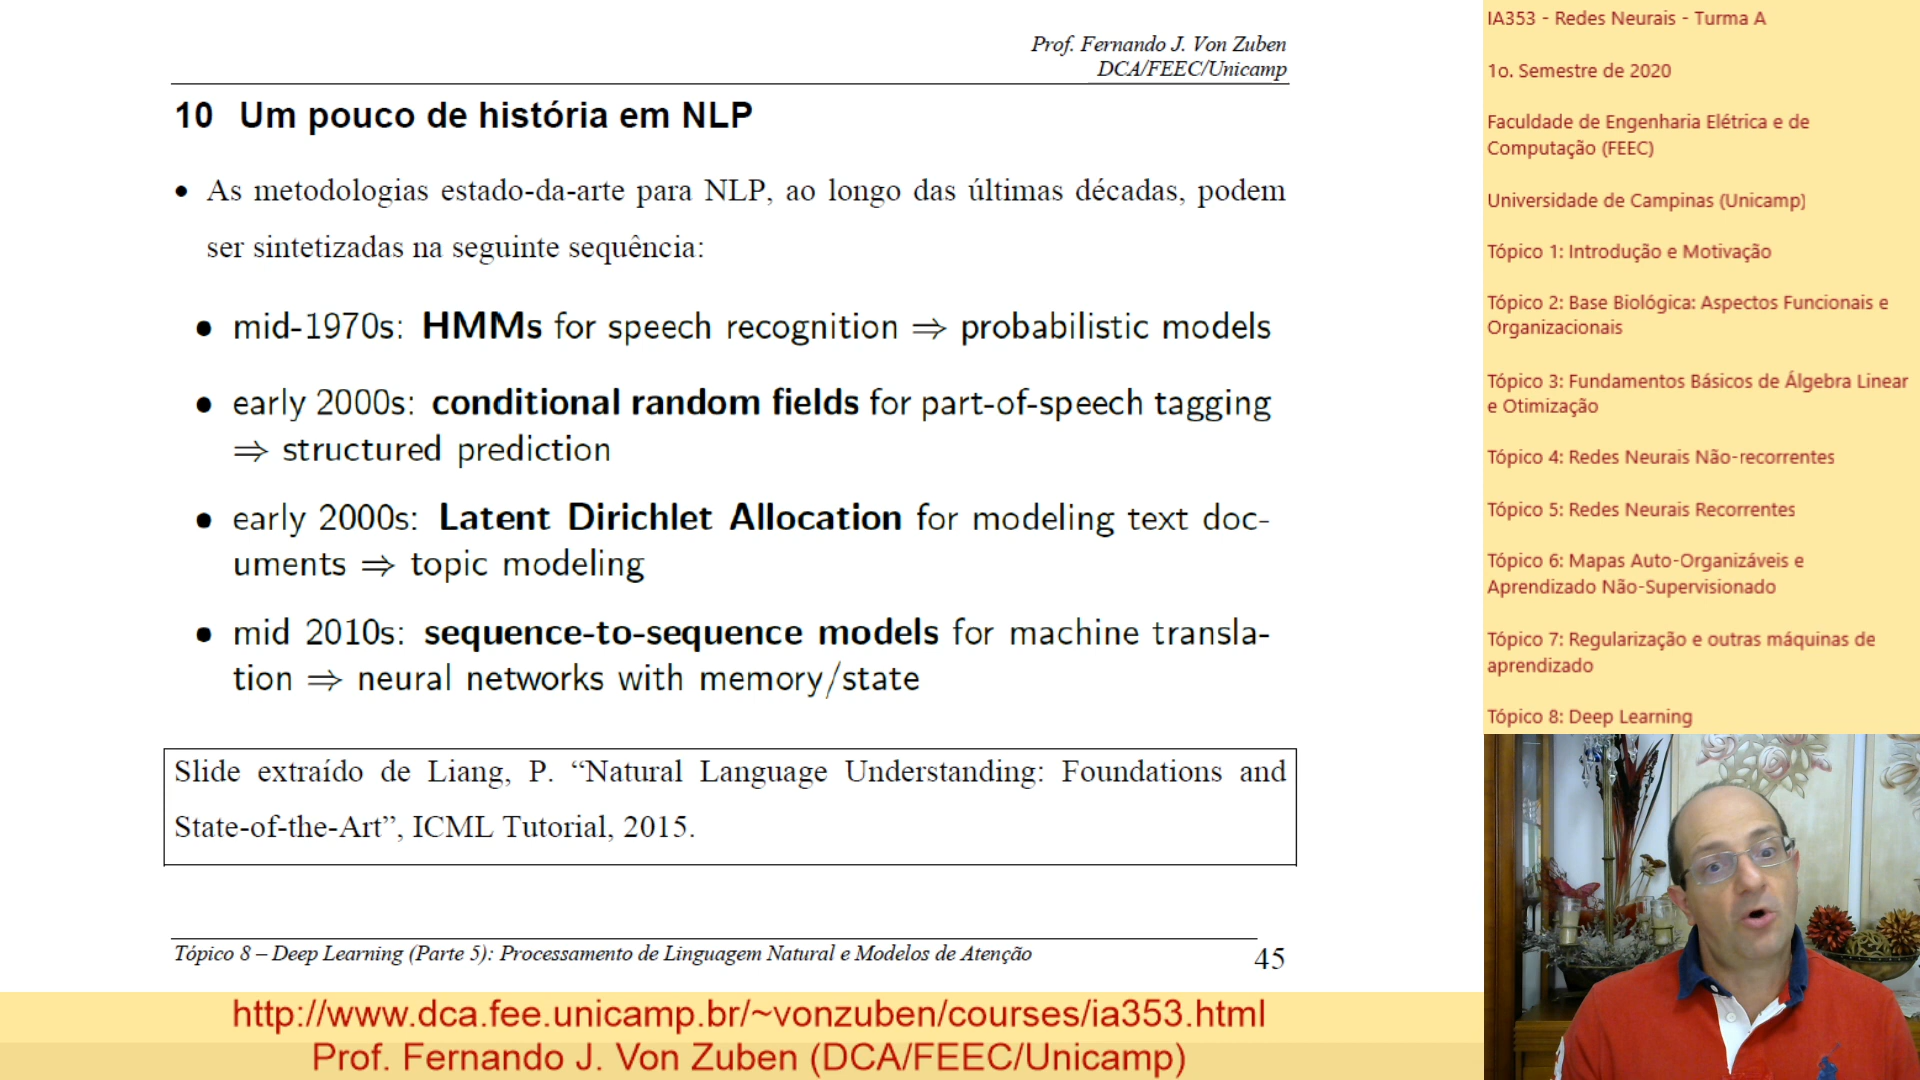 Prof. Fernando J. Von Zuben
DCA/FEEC/Unicamp
10 Um pouco de história em NLP
• As metodologias estado-da-arte para NLP, ao longo das últimas décadas, podem
ser sintetizadas na seguinte sequência:
• mid-1970s: HMMs for speech recognition ⇒ probabilistic models
• early 2000s: conditional random fields for part-of-speech tagging
⇒ structured prediction
• early 2000s: Latent Dirichlet Allocation for modeling text doc-
uments ⇒ topic modeling
• mid 2010s: sequence-to-sequence models for machine transla-
tion ⇒ neural networks with memory/state
Slide extraído de Liang, P. “Natural Language Understanding: Foundations and
State-of-the-Art”, ICML Tutorial, 2015.
Tópico 8 – Deep Learning (Parte 5): Processamento de Linguagem Natural e Modelos de Atenção
45
http://www.dca.fee.unicamp.br/~vonzuben/courses/ia353.html
Prof. Fernando J. Von Zuben (DCA/FEEC/Unicamp)
IA353 - Redes Neurais - Turma A
1o. Semestre de 2020
Faculdade de Engenharia Elétrica e de
Computação (FEEC)
Universidade de Campinas (Unicamp)
Tópico 1: Introdução e Motivação
Tópico 2: Base Biológica: Aspectos Funcionais e
Organizacionais
Tópico 3: Fundamentos Básicos de Álgebra Linear
e Otimização
Tópico 4: Redes Neurais Não-recorrentes
Tópico 5: Redes Neurais Recorrentes
Tópico 6: Mapas Auto-Organizáveis e
Aprendizado Não-Supervisionado
Tópico 7: Regularização e outras máquinas de
aprendizado
Tópico 8: Deep Learning